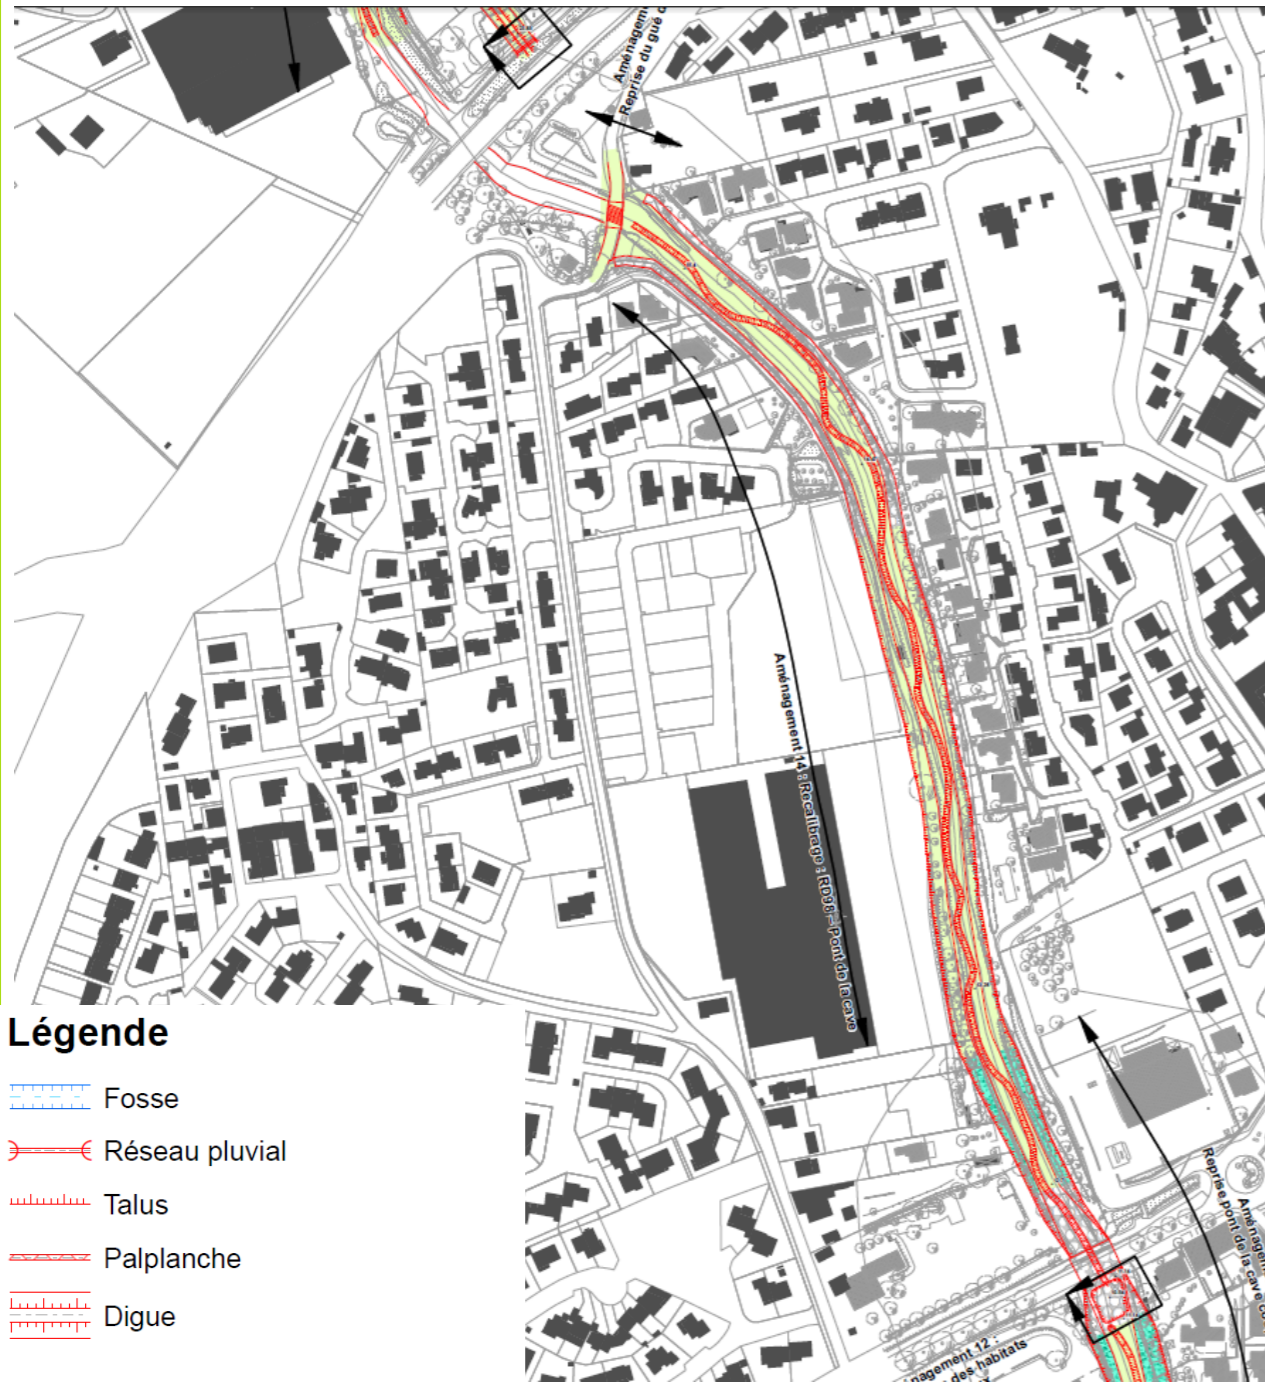 Aménagem
Reprise du gué d
Aménagement 14 : Recalibrage : RD98 – Pont de la cave
Légende
Fosse
Réseau pluvial
Talus
Palplanche
Digue
Aménagem
Reprise pont de la cave
nagement 12 :
des habitats